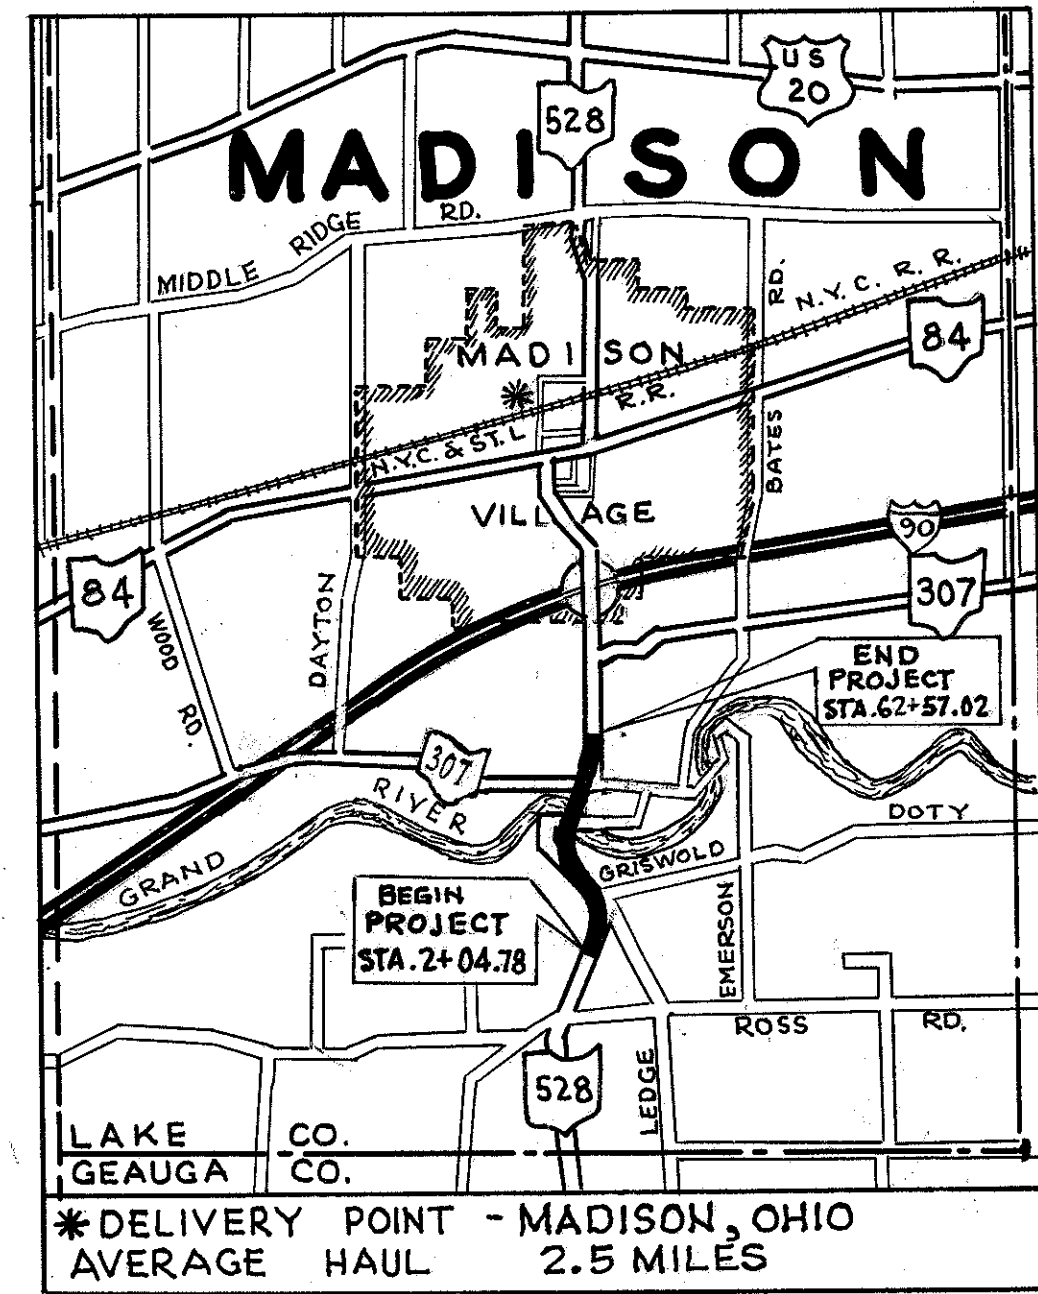 US
20
528
MADISON
MIDDLE RIDGE RD.
RD.
N.Y.C. R.R.
84
MADISON
R.R.
N.Y.C. & ST. L
BATES
VILLAGE
90
84
307
WOOD RD.
DAYTON
END
PROJECT
STA.62+57.02
307
RIVER
DOTY
GRAND
GRISWOLD
BEGIN
PROJECT
STA.2+04.78
EMERSON
ROSS RD.
528
LEDGE
LAKE CO.
GEAUGA CO.
* DELIVERY POINT - MADISON, OHIO
AVERAGE HAUL 2.5 MILES